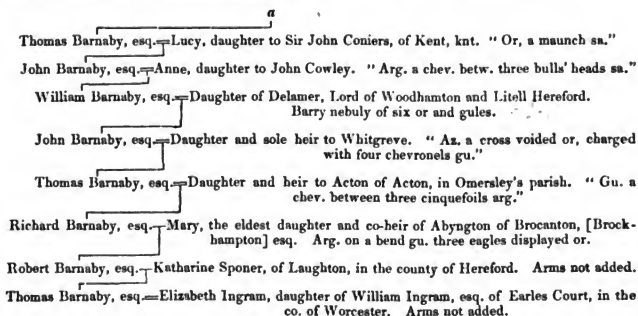 a
Thomas Barnaby, esq.=Lucy, daughter to Sir John Coniers, of Kent, knt. "Or, a maunch sa."
John Barnaby, esq.=Anne, daughter to John Cowley. "Arg. a chev. betw. three bulls' heads sa."
William Barnaby, esq.=Daughter of Delamer, Lord of Woodhamton and Litell Hereford.
Barry nebuly of six or and gules.
John Barnaby, esq.=Daughter and sole heir to Whitgreve. "Az. a cross voided or, charged
with four chevronels gu."
Thomas Barnaby, esq.=Daughter and heir to Acton of Acton, in Omersley's parish. "Gu. a
chev. between three cinquefoils arg."
Richard Barnaby, esq.=Mary, the eldest daughter and co-heir of Abyngton of Brocanton, [Brock-
hampton] esq. Arg. on a bend gu. three eagles displayed or.
Robert Barnaby, esq.=Katharine Sponer, of Laughton, in the county of Hereford. Arms not added.
Thomas Barnaby, esq.=Elizabeth Ingram, daughter of William Ingram, esq. of Earles Court, in the
co. of Worcester. Arms not added.